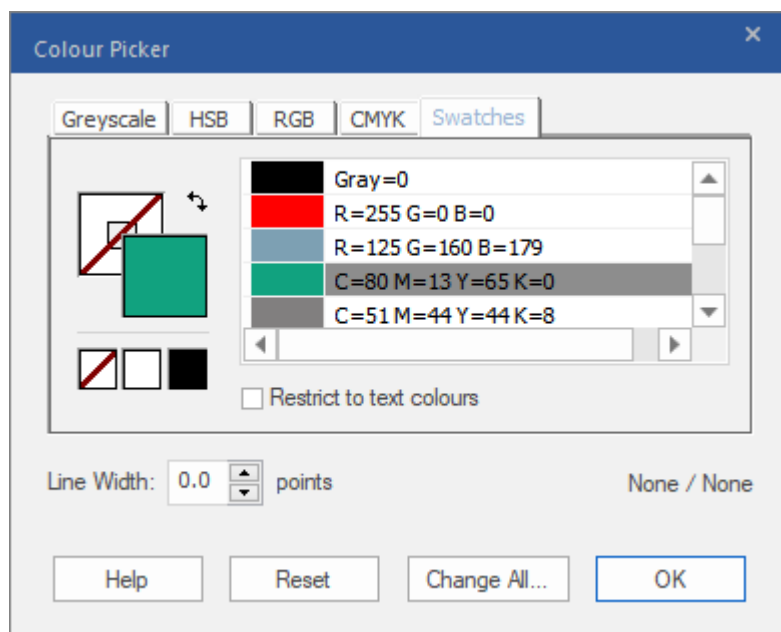 Colour Picker
Greyscale HSB RGB CMYK Swatches
Gray=0
R=255 G=0 B=0
R=125 G=160 B=179
C=80 M=13 Y=65 K=0
C=51 M=44 Y=44 K=8
Restrict to text colours
Line Width: 0.0 points None / None
Help Reset Change All... OK